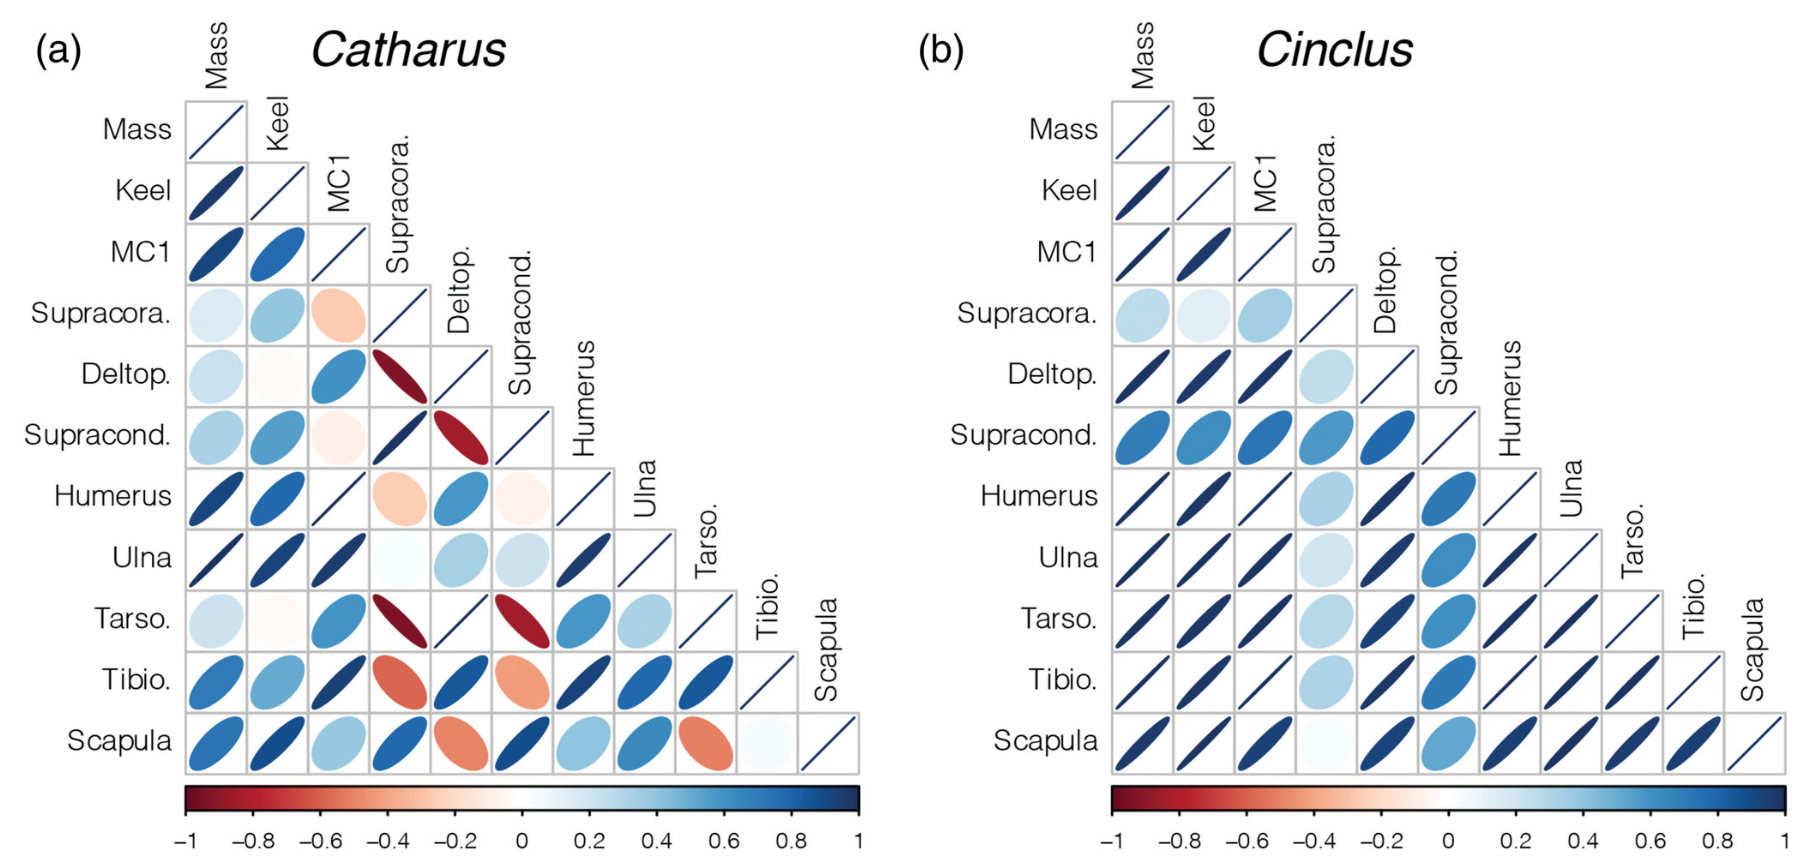 (a) Catharus
Mass
Keel
MC1
Supracora.
Deltop.
Supracond.
Humerus
Ulna
Tarso.
Tibio.
Scapula
Mass
Keel
MC1
Supracora.
Deltop.
Supracond.
Humerus
Ulna
Tarso.
Tibio.
Scapula
−1 −0.8 −0.6 −0.4 −0.2 0 0.2 0.4 0.6 0.8 1
(b) Cinclus
Mass
Keel
MC1
Supracora.
Deltop.
Supracond.
Humerus
Ulna
Tarso.
Tibio.
Scapula
Mass
Keel
MC1
Supracora.
Deltop.
Supracond.
Humerus
Ulna
Tarso.
Tibio.
Scapula
−1 −0.8 −0.6 −0.4 −0.2 0 0.2 0.4 0.6 0.8 1